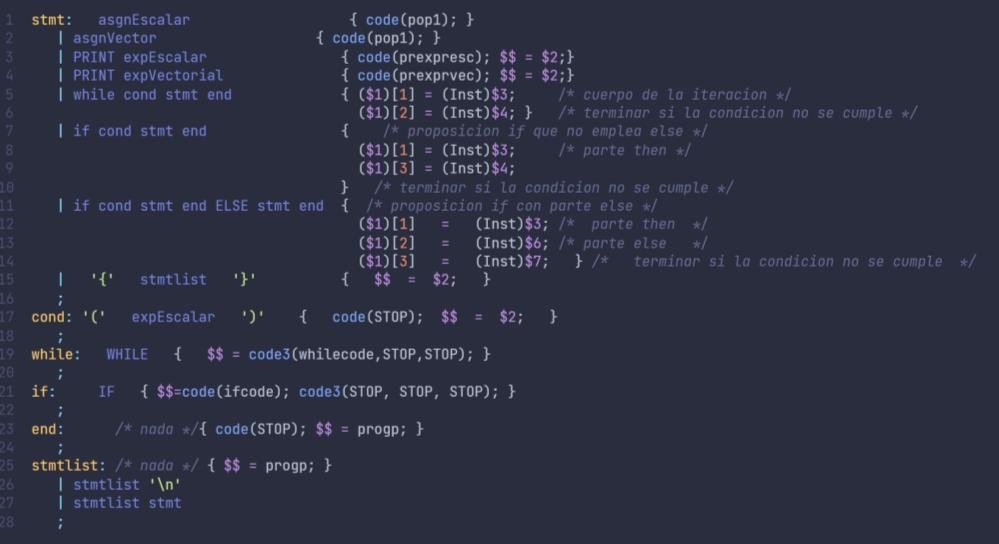 1 stmt: asgnEscalar { code(pop1); }
2 | asgnVector { code(pop1); }
3 | PRINT expEscalar { code(prexpresc); $$ = $2;}
4 | PRINT expVectorial { code(prexprvec); $$ = $2;}
5 | while cond stmt end { ($1)[1] = (Inst)$3; /* cuerpo de la iteracion */
6 ($1)[2] = (Inst)$4; } /* terminar si la condicion no se cumple */
7 | if cond stmt end { /* proposicion if que no emplea else */
8 ($1)[1] = (Inst)$3; /* parte then */
9 ($1)[3] = (Inst)$4;
10 } /* terminar si la condicion no se cumple */
11 | if cond stmt end ELSE stmt end { /* proposicion if con parte else */
12 ($1)[1] = (Inst)$3; /* parte then */
13 ($1)[2] = (Inst)$6; /* parte else */
14 ($1)[3] = (Inst)$7; } /* terminar si la condicion no se cumple */
15 | '{' stmtlist '}' { $$ = $2; }
16 ;
17 cond: '(' expEscalar ')' { code(STOP); $$ = $2; }
18 ;
19 while: WHILE { $$ = code3(whilecode,STOP,STOP); }
20 ;
21 if: IF { $$=code(ifcode); code3(STOP, STOP, STOP); }
22 ;
23 end: /* nada */{ code(STOP); $$ = progp; }
24 ;
25 stmtlist: /* nada */ { $$ = progp; }
26 | stmtlist '\n'
27 | stmtlist stmt
28 ;